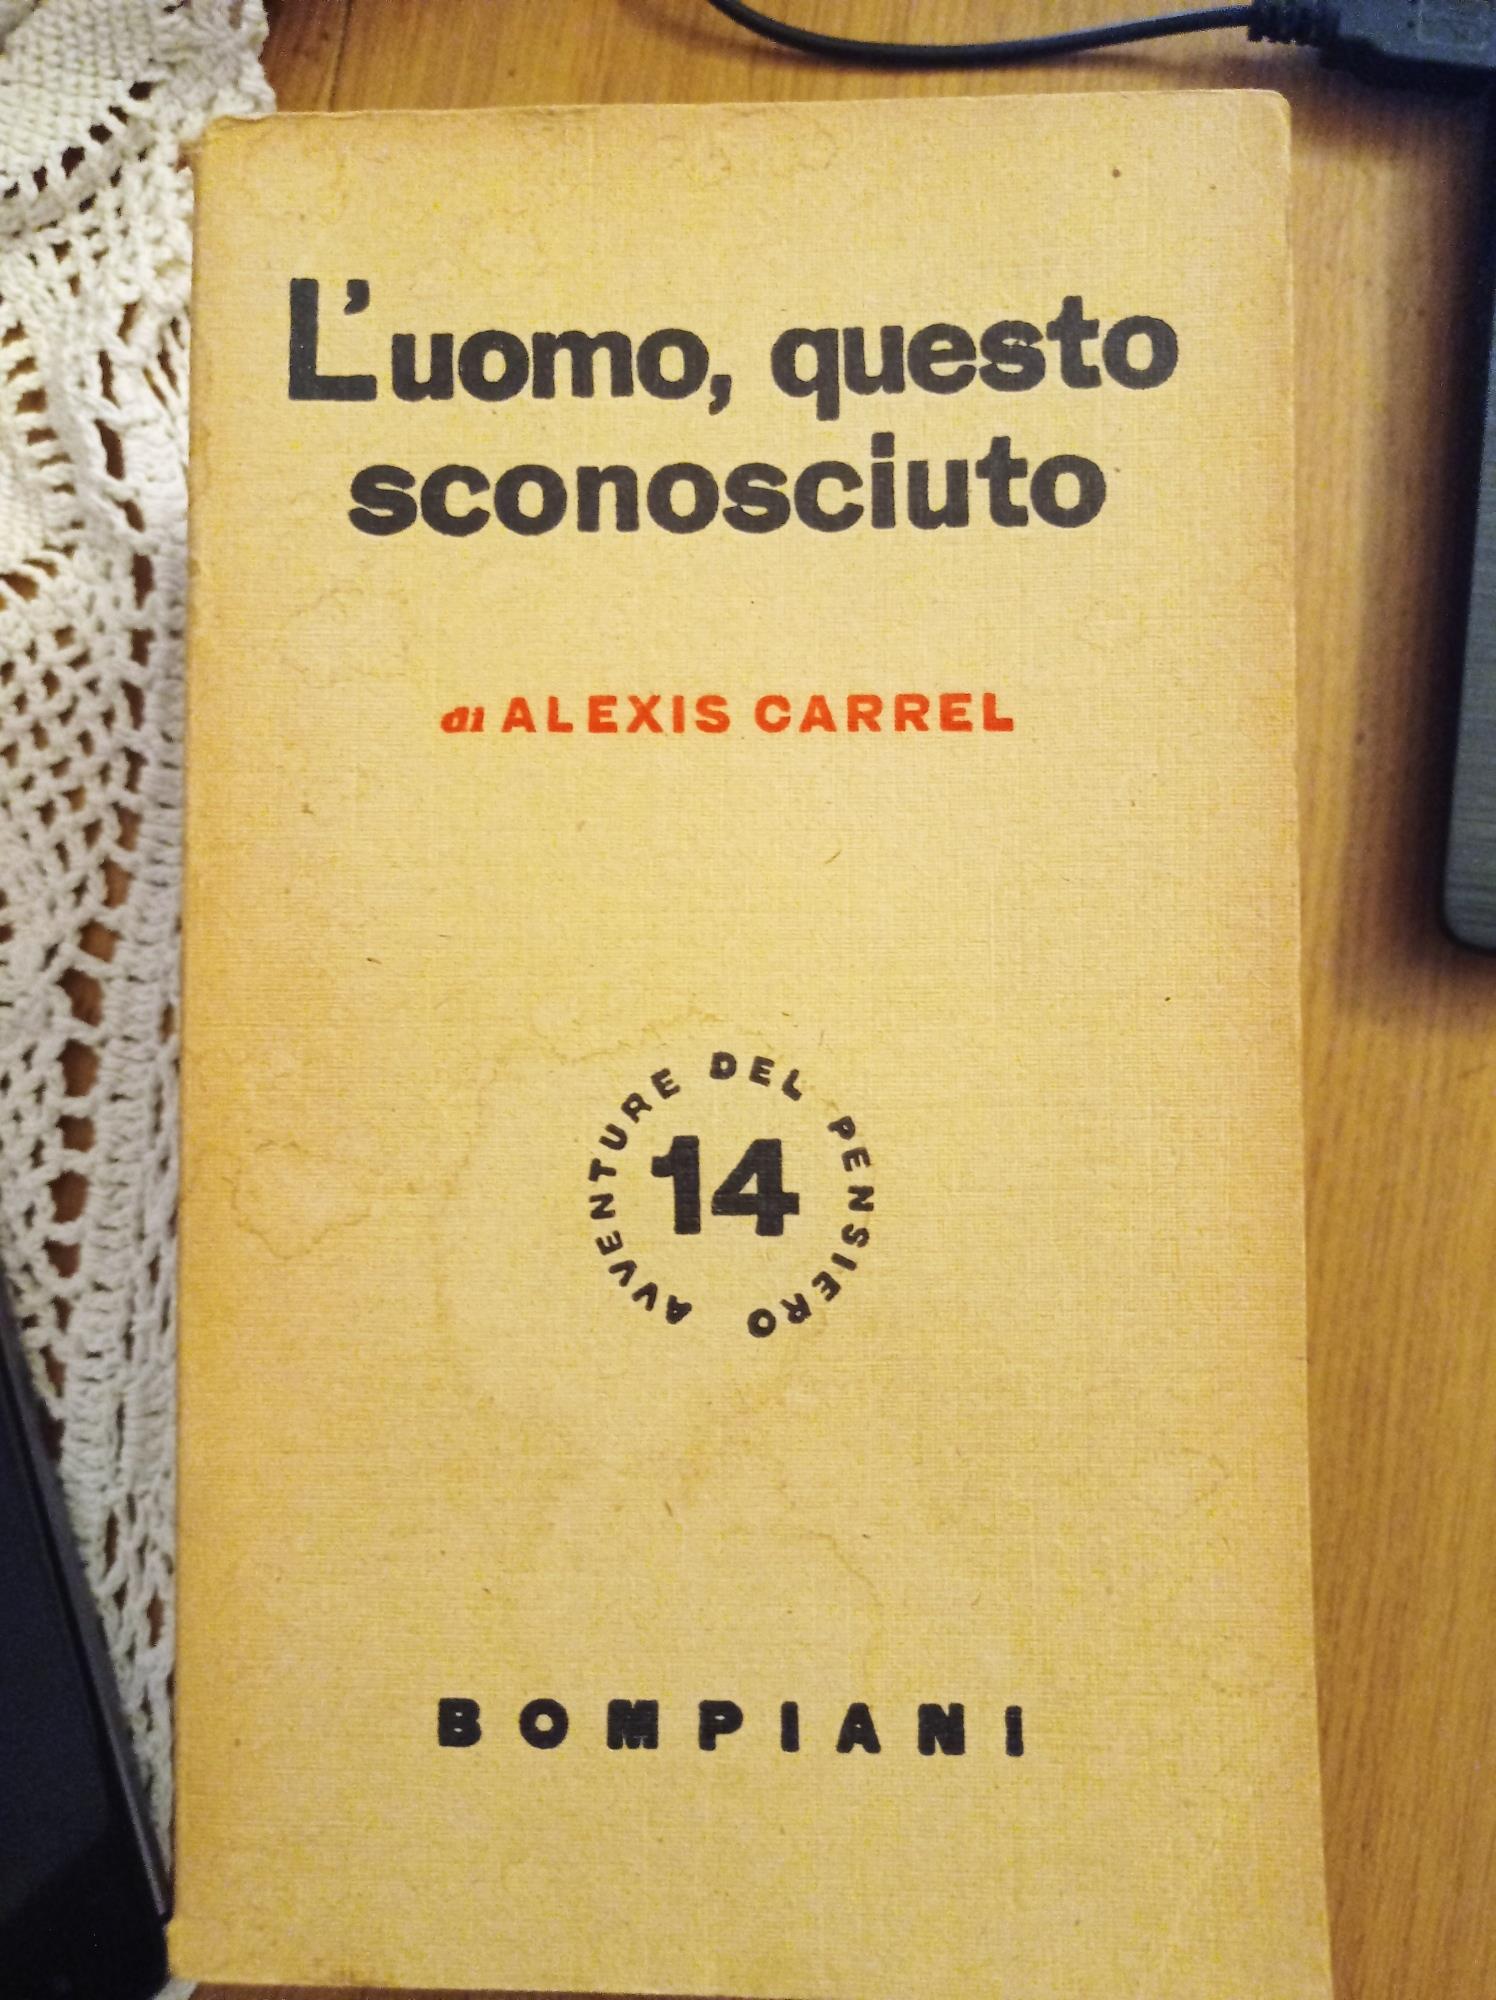 L'uomo, questo
sconosciuto
di ALEXIS CARREL
AVVENTURE DEL PENSIERO
14
BOMPIANI